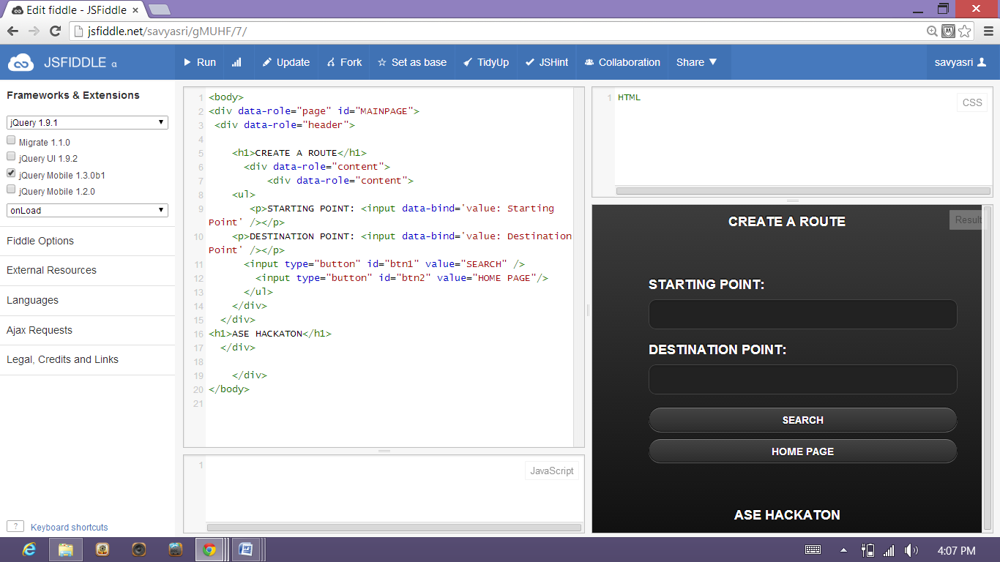 Edit fiddle - JSFiddle
jsfiddle.net/savyasri/gMUHF/7/
JSFIDDLE α
Run
Update
Fork
Set as base
TidyUp
JSHint
Collaboration
Share
savyasri
Frameworks & Extensions
jQuery 1.9.1
Migrate 1.1.0
jQuery UI 1.9.2
jQuery Mobile 1.3.0b1
jQuery Mobile 1.2.0
onLoad
Fiddle Options
External Resources
Languages
Ajax Requests
Legal, Credits and Links
? Keyboard shortcuts
1 <body>
2 <div data-role="page" id="MAINPAGE">
3 <div data-role="header">
4
5 <h1>CREATE A ROUTE</h1>
6 <div data-role="content">
7 <div data-role="content">
8 <ul>
9 <p>STARTING POINT: <input data-bind='value: Starting
Point' /></p>
10 <p>DESTINATION POINT: <input data-bind='value: Destination
Point' /></p>
11 <input type="button" id="btn1" value="SEARCH" />
12 <input type="button" id="btn2" value="HOME PAGE"/>
13 </ul>
14 </div>
15 </div>
16 <h1>ASE HACKATON</h1>
17 </div>
18
19 </div>
20 </body>
21
1
JavaScript
1 HTML
CSS
Result
CREATE A ROUTE
STARTING POINT:
DESTINATION POINT:
SEARCH
HOME PAGE
ASE HACKATON
4:07 PM